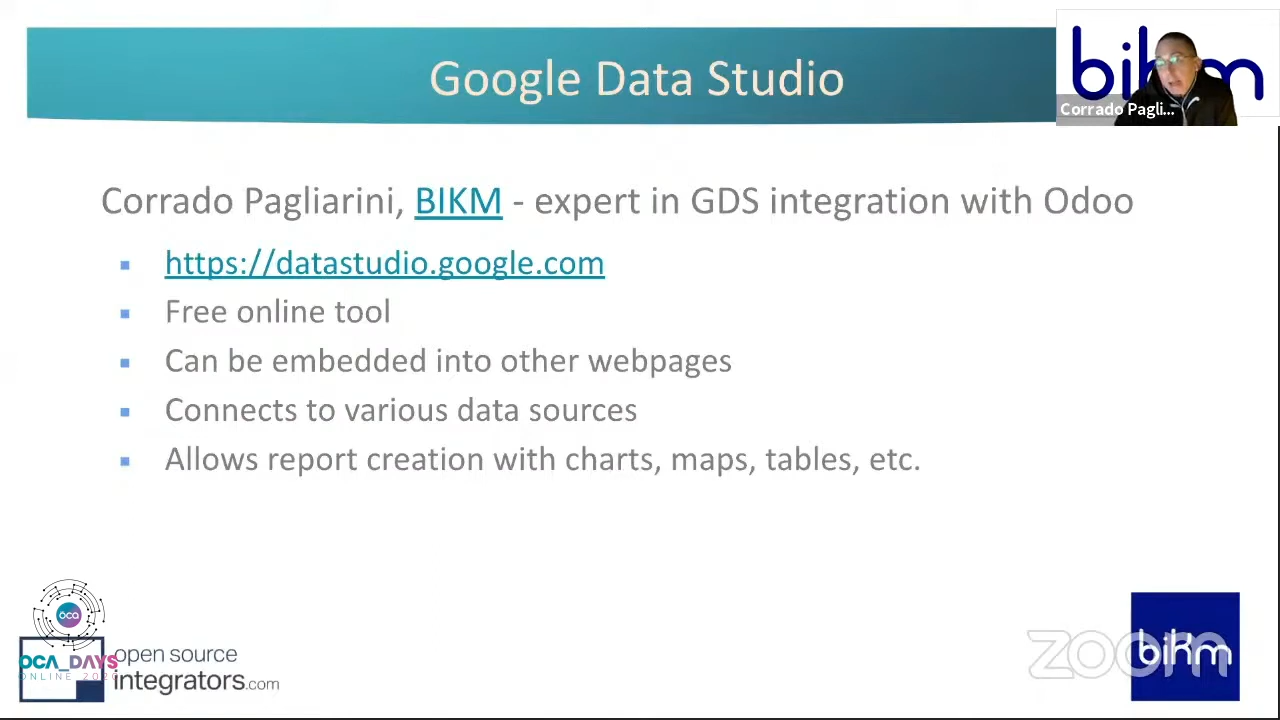 Google Data Studio
bikm
Corrado Pagli...
Corrado Pagliarini, BIKM - expert in GDS integration with Odoo
https://datastudio.google.com
Free online tool
Can be embedded into other webpages
Connects to various data sources
Allows report creation with charts, maps, tables, etc.
oca
OCA_DAYS
ONLINE 2020
open source
integrators.com
zoom
bikm